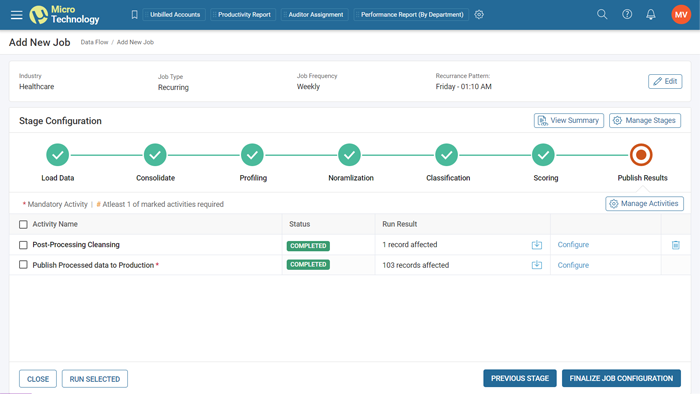 Micro Technology
Unbilled Accounts
Productivity Report
Auditor Assignment
Performance Report (By Department)
MV
Add New Job
Data Flow / Add New Job
Industry
Job Type
Job Frequency
Recurrance Pattern:
Healthcare
Recurring
Weekly
Friday - 01:10 AM
Edit
Stage Configuration
View Summary
Manage Stages
Load Data
Consolidate
Profiling
Noramlization
Classification
Scoring
Publish Results
* Mandatory Activity | # Atleast 1 of marked activities required
Manage Activities
Activity Name
Status
Run Result
Post-Processing Cleansing
COMPLETED
1 record affected
Configure
Publish Processed data to Production *
COMPLETED
103 records affected
Configure
CLOSE
RUN SELECTED
PREVIOUS STAGE
FINALIZE JOB CONFIGURATION